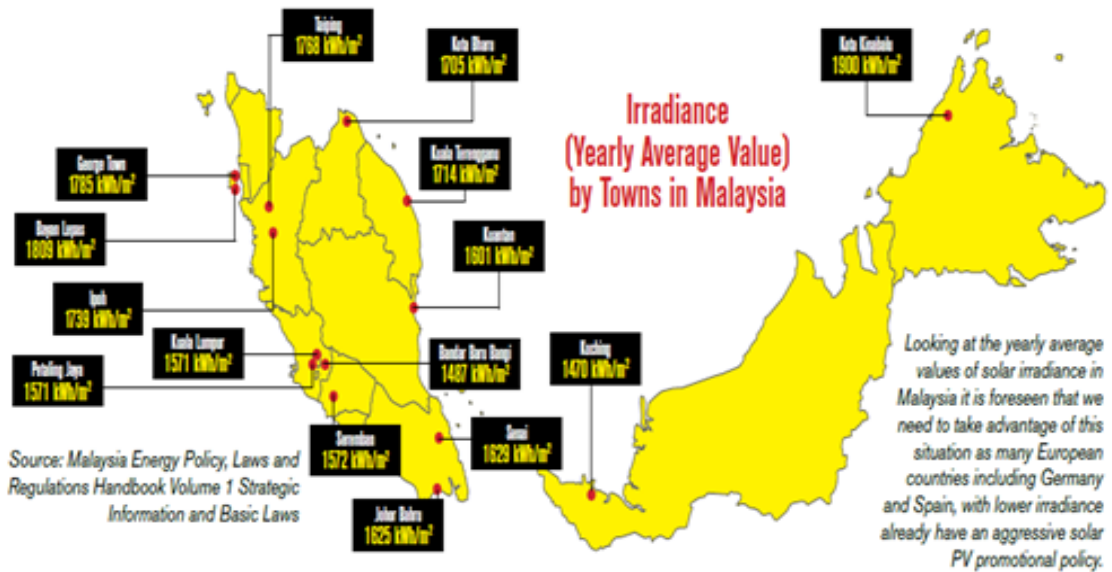 Taiping
1768 kWh/m²
Kota Bharu
1705 kWh/m²
Kota Kinabalu
1900 kWh/m²
Irradiance
(Yearly Average Value)
by Towns in Malaysia
George Town
1785 kWh/m²
Kuala Terengganu
1714 kWh/m²
Bayan Lepas
1809 kWh/m²
Kuantan
1601 kWh/m²
Ipoh
1739 kWh/m²
Kuala Lumpur
1571 kWh/m²
Bandar Baru Bangi
1487 kWh/m²
Kuching
1470 kWh/m²
Petaling Jaya
1571 kWh/m²
Seremban
1572 kWh/m²
Senai
1629 kWh/m²
Johor Bahru
1625 kWh/m²
Source: Malaysia Energy Policy, Laws and
Regulations Handbook Volume 1 Strategic
Information and Basic Laws
Looking at the yearly average
values of solar irradiance in
Malaysia it is foreseen that we
need to take advantage of this
situation as many European
countries including Germany
and Spain, with lower irradiance
already have an aggressive solar
PV promotional policy.